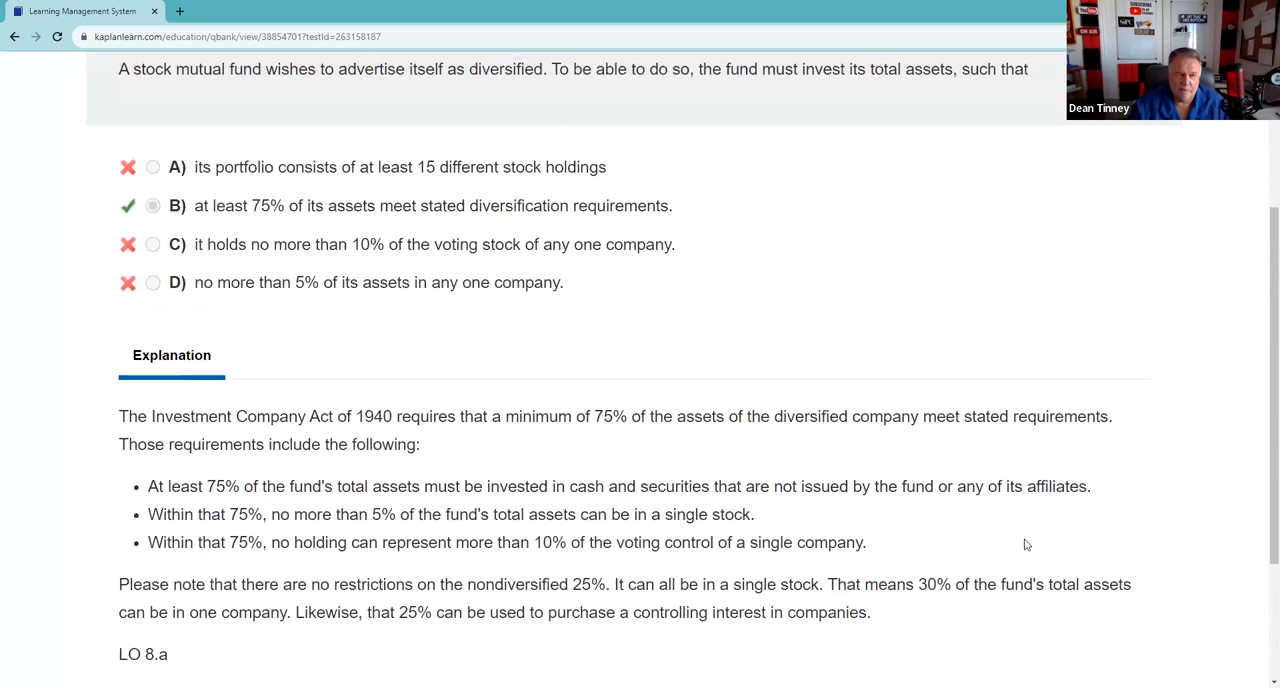 Learning Management System
kaplanlearn.com/education/qbank/view/38854701?testId=263158187
A stock mutual fund wishes to advertise itself as diversified. To be able to do so, the fund must invest its total assets, such that
Dean Tinney
YouTube
SUBSCRIBE
SIPC
ON AIR
A) its portfolio consists of at least 15 different stock holdings
B) at least 75% of its assets meet stated diversification requirements.
C) it holds no more than 10% of the voting stock of any one company.
D) no more than 5% of its assets in any one company.
Explanation
The Investment Company Act of 1940 requires that a minimum of 75% of the assets of the diversified company meet stated requirements.
Those requirements include the following:
• At least 75% of the fund's total assets must be invested in cash and securities that are not issued by the fund or any of its affiliates.
• Within that 75%, no more than 5% of the fund's total assets can be in a single stock.
• Within that 75%, no holding can represent more than 10% of the voting control of a single company.
Please note that there are no restrictions on the nondiversified 25%. It can all be in a single stock. That means 30% of the fund's total assets
can be in one company. Likewise, that 25% can be used to purchase a controlling interest in companies.
LO 8.a